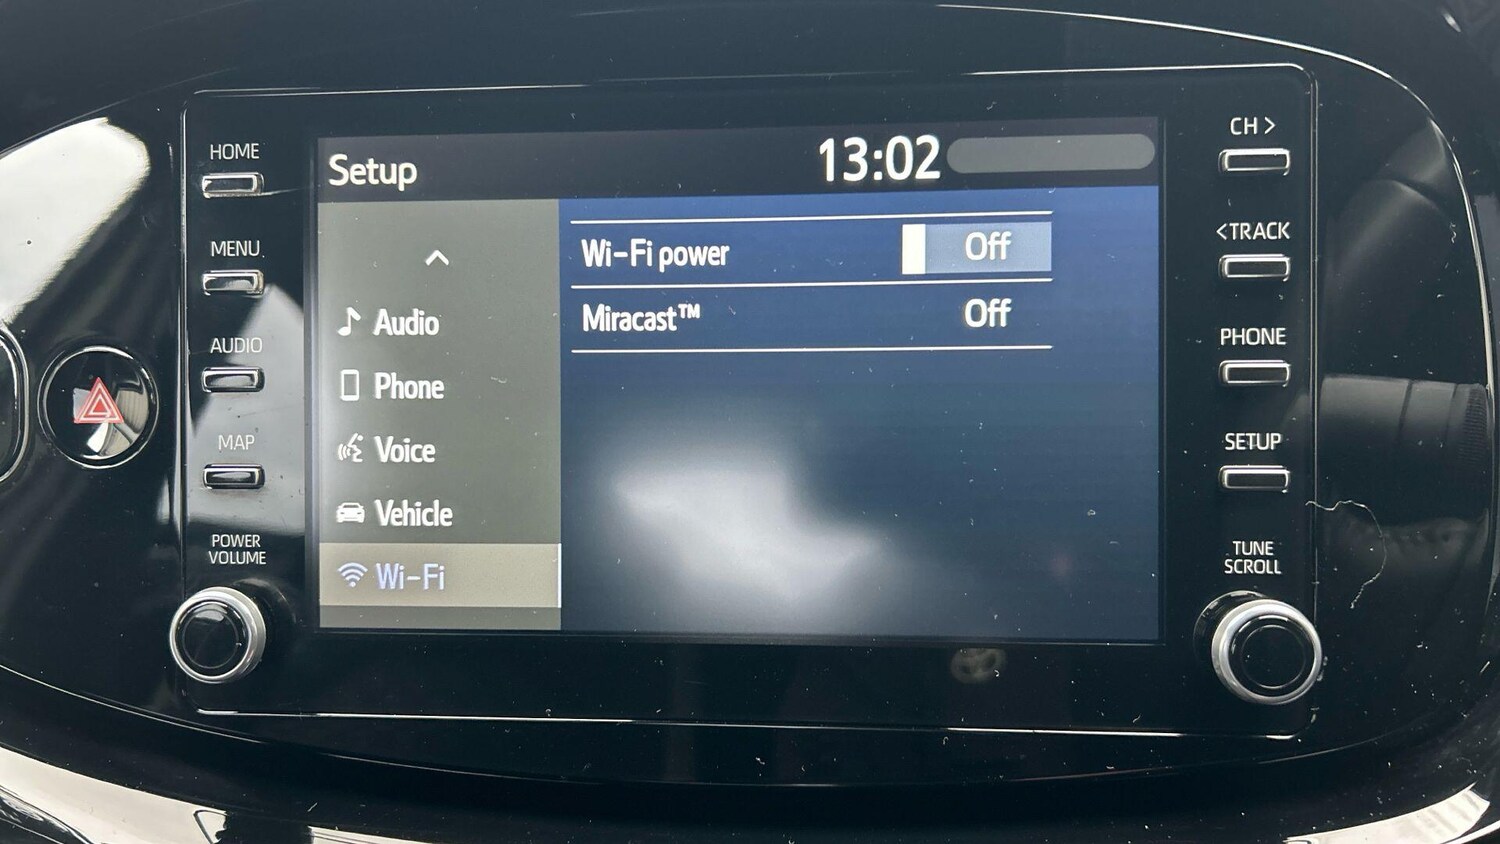 HOME
MENU
AUDIO
MAP
POWER
VOLUME
Setup
13:02
Audio
Phone
Voice
Vehicle
Wi-Fi
Wi-Fi power Off
Miracast™ Off
CH >
<TRACK
PHONE
SETUP
TUNE
SCROLL